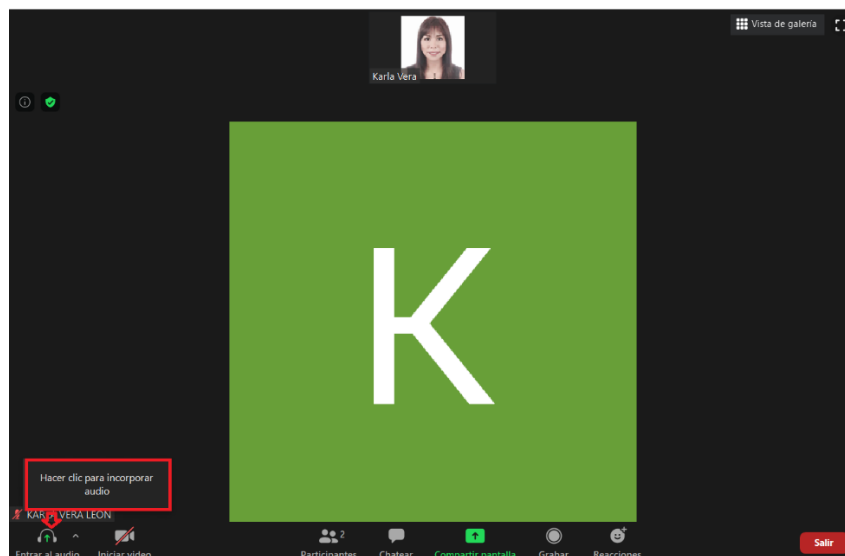 Vista de galería
Karla Vera
K
Hacer clic para incorporar
audio
KARLA VERA LEON
Entrar al audio
Iniciar video
2
Participantes
Chatear
Compartir pantalla
Grabar
Reacciones
Salir